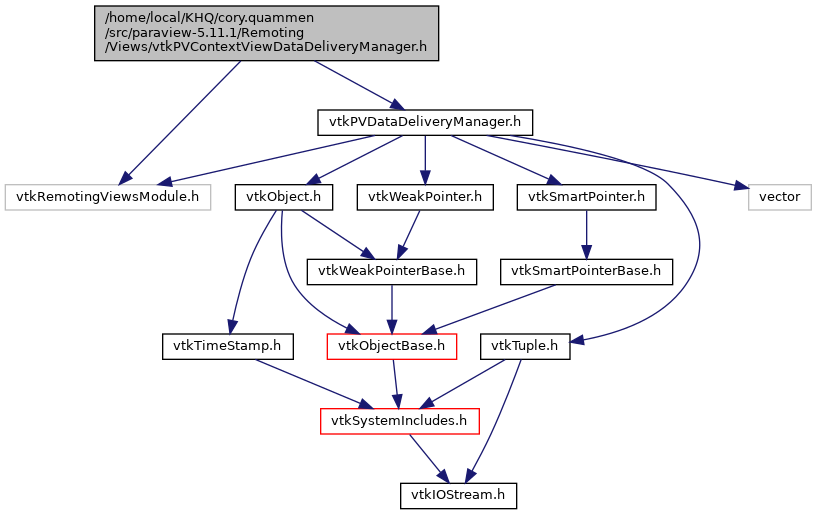 /home/local/KHQ/cory.quammen
/src/paraview-5.11.1/Remoting
/Views/vtkPVContextViewDataDeliveryManager.h
vtkPVDataDeliveryManager.h
vtkRemotingViewsModule.h
vtkObject.h
vtkWeakPointer.h
vtkSmartPointer.h
vector
vtkWeakPointerBase.h
vtkSmartPointerBase.h
vtkTimeStamp.h
vtkObjectBase.h
vtkTuple.h
vtkSystemIncludes.h
vtkIOStream.h